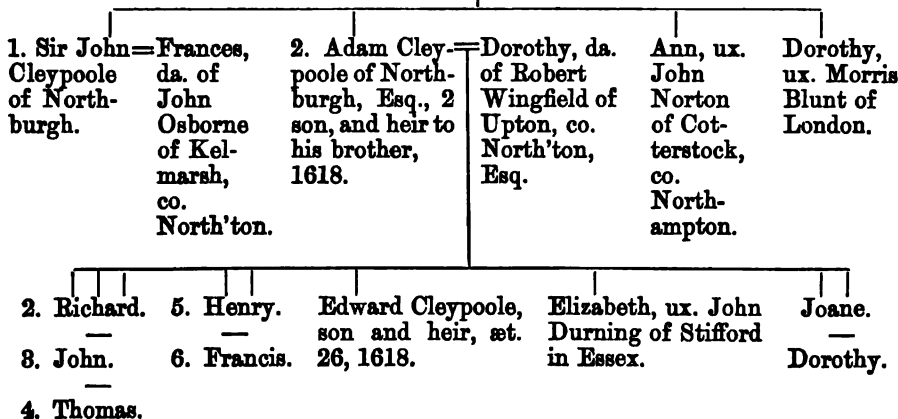 1. Sir John=Frances,
Cleypoole
of North-
burgh.
da. of
John
Osborne
of Kel-
marsh,
co.
North'ton.
2. Adam Cley-
poole of North-
burgh, Esq., 2
son, and heir to
his brother,
1618.
=Dorothy, da.
of Robert
Wingfield of
Upton, co.
North'ton,
Esq.
Ann, ux.
John
Norton
of Cot-
terstock,
co.
North-
ampton.
Dorothy,
ux. Morris
Blunt of
London.
2. Richard.
3. John.
4. Thomas.
5. Henry.
6. Francis.
Edward Cleypoole,
son and heir, æt.
26, 1618.
Elizabeth, ux. John
Durning of Stifford
in Essex.
Joane.
Dorothy.